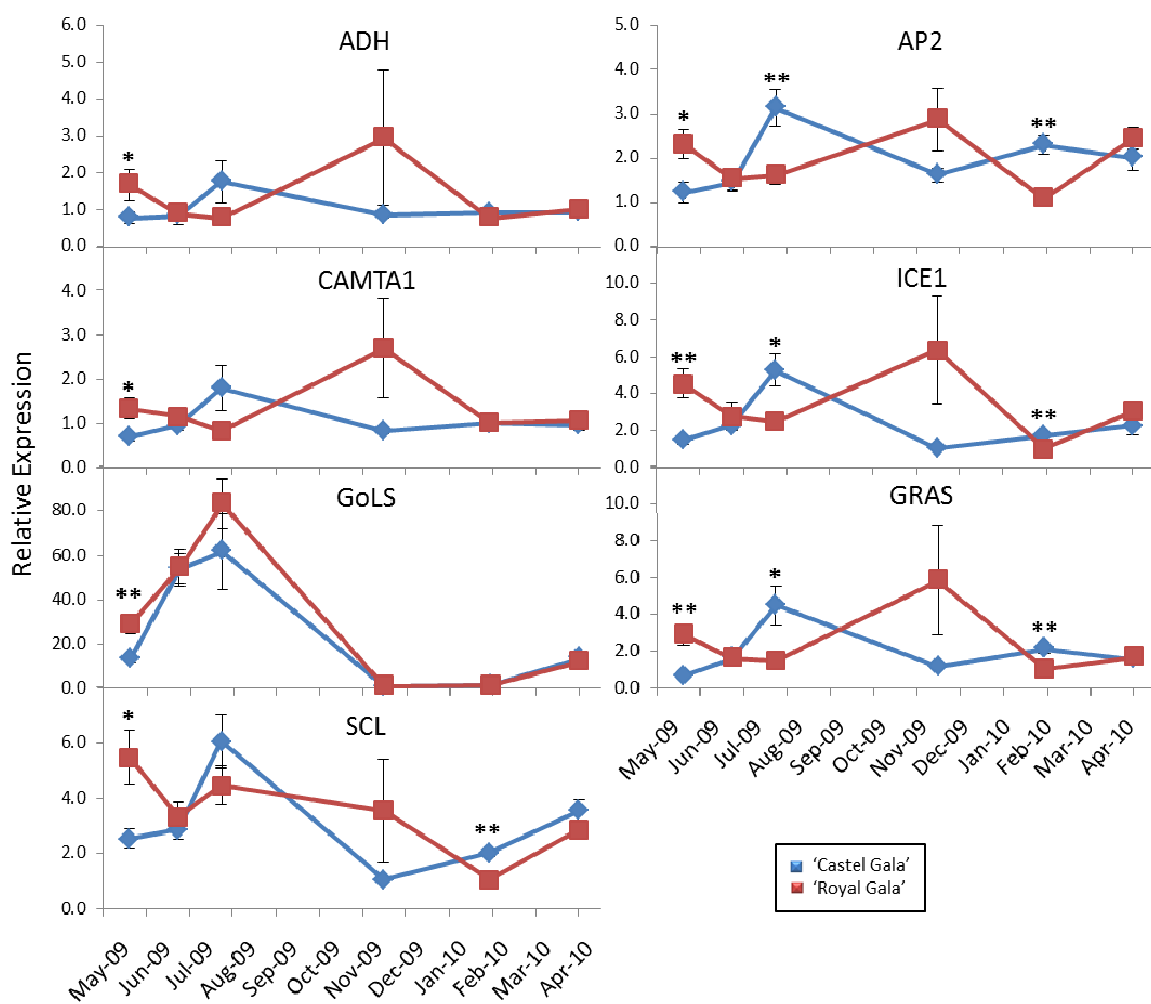 Relative Expression
ADH
6.0
5.0
4.0
3.0
2.0
1.0
0.0
*
AP2
5.0
4.0
3.0
2.0
1.0
0.0
*
**
**
CAMTA1
4.0
3.0
2.0
1.0
0.0
*
ICE1
10.0
8.0
6.0
4.0
2.0
0.0
**
*
**
GoLS
80.0
60.0
40.0
20.0
0.0
**
GRAS
10.0
8.0
6.0
4.0
2.0
0.0
**
*
**
SCL
6.0
4.0
2.0
0.0
*
**
May-09
Jun-09
Jul-09
Aug-09
Sep-09
Oct-09
Nov-09
Dec-09
Jan-10
Feb-10
Mar-10
Apr-10
May-09
Jun-09
Jul-09
Aug-09
Sep-09
Oct-09
Nov-09
Dec-09
Jan-10
Feb-10
Mar-10
Apr-10
‘Castel Gala’
‘Royal Gala’